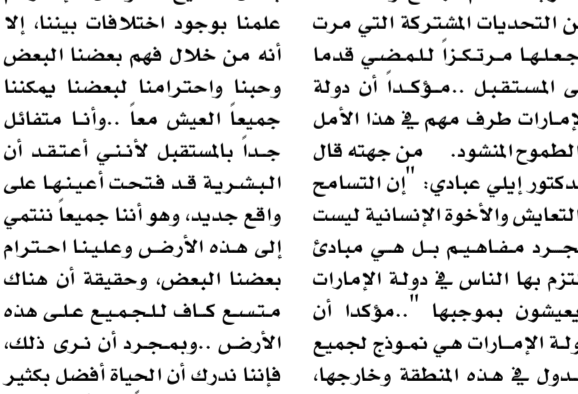 من التحديات المشتركة التي مرت
جعلها مرتكزاً للمضي قدما
المستقبل ..مؤكداً أن دولة
الإمارات طرف مهم في هذا الأمل
الطموح المنشود. من جهته قال
لدكتور إيلي عبادي: "إن التسامح
التعايش والأخوة الإنسانية ليست
جرد مفاهيم بل هي مبادئ
لتزم بها الناس في دولة الإمارات
يعيشون بموجبها "..مؤكدا أن
ولة الإمارات هي نموذج لجميع
لدول في هذه المنطقة وخارجها،
علمنا بوجود اختلافات بيننا، إلا
أنه من خلال فهم بعضنا البعض
وحبنا واحترامنا لبعضنا يمكننا
جميعاً العيش معاً ..وأنا متفائل
جداً بالمستقبل لأنني أعتقد أن
البشرية قد فتحت أعينها على
واقع جديد، وهو أننا جميعاً ننتمي
إلى هذه الأرض وعلينا احترام
بعضنا البعض، وحقيقة أن هناك
متسع كاف للجميع على هذه
الأرض ..وبمجرد أن نرى ذلك،
فإننا ندرك أن الحياة أفضل بكثير